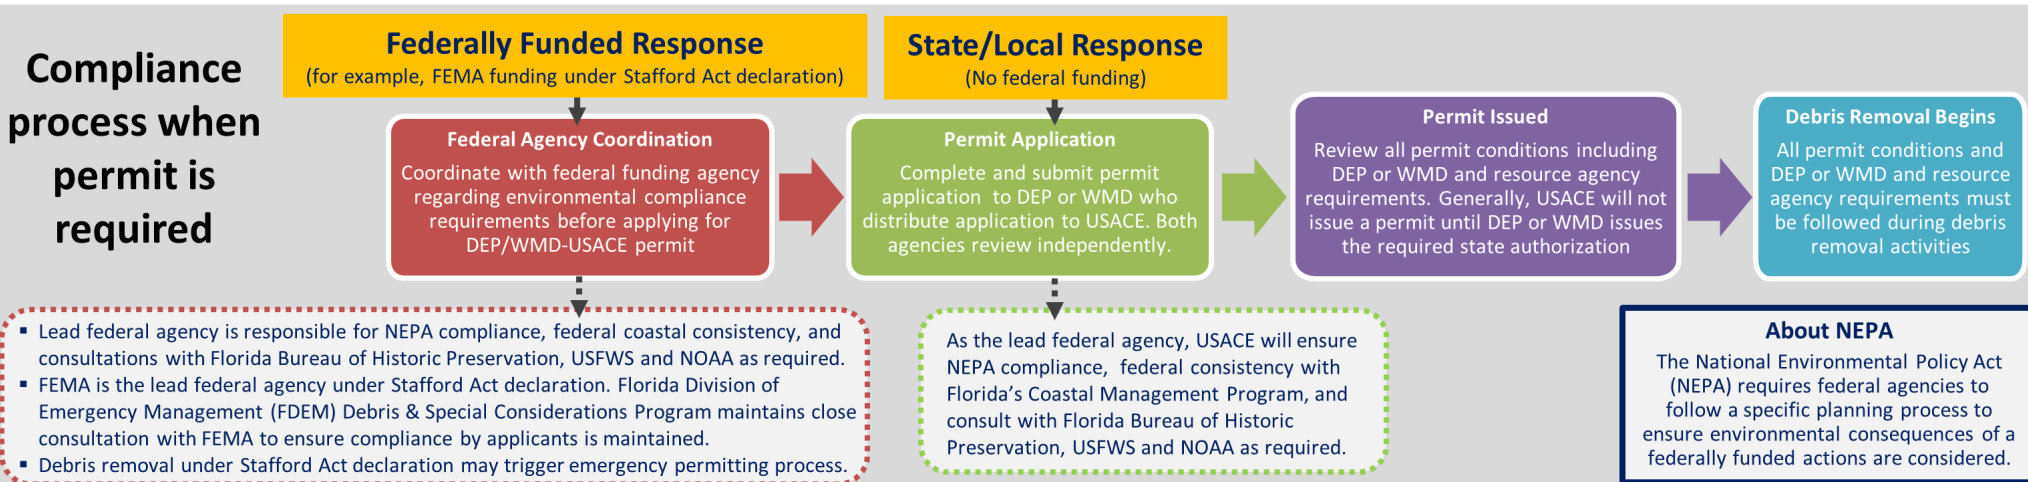 Compliance
process when
permit is
required
Federally Funded Response
(for example, FEMA funding under Stafford Act declaration)
State/Local Response
(No federal funding)
Federal Agency Coordination
Coordinate with federal funding agency
regarding environmental compliance
requirements before applying for
DEP/WMD-USACE permit
Permit Application
Complete and submit permit
application to DEP or WMD who
distribute application to USACE. Both
agencies review independently.
Permit Issued
Review all permit conditions including
DEP or WMD and resource agency
requirements. Generally, USACE will not
issue a permit until DEP or WMD issues
the required state authorization
Debris Removal Begins
All permit conditions and
DEP or WMD and resource
agency requirements must
be followed during debris
removal activities
▪ Lead federal agency is responsible for NEPA compliance, federal coastal consistency, and
consultations with Florida Bureau of Historic Preservation, USFWS and NOAA as required.
▪ FEMA is the lead federal agency under Stafford Act declaration. Florida Division of
Emergency Management (FDEM) Debris & Special Considerations Program maintains close
consultation with FEMA to ensure compliance by applicants is maintained.
▪ Debris removal under Stafford Act declaration may trigger emergency permitting process.
As the lead federal agency, USACE will ensure
NEPA compliance, federal consistency with
Florida's Coastal Management Program, and
consult with Florida Bureau of Historic
Preservation, USFWS and NOAA as required.
About NEPA
The National Environmental Policy Act
(NEPA) requires federal agencies to
follow a specific planning process to
ensure environmental consequences of a
federally funded actions are considered.